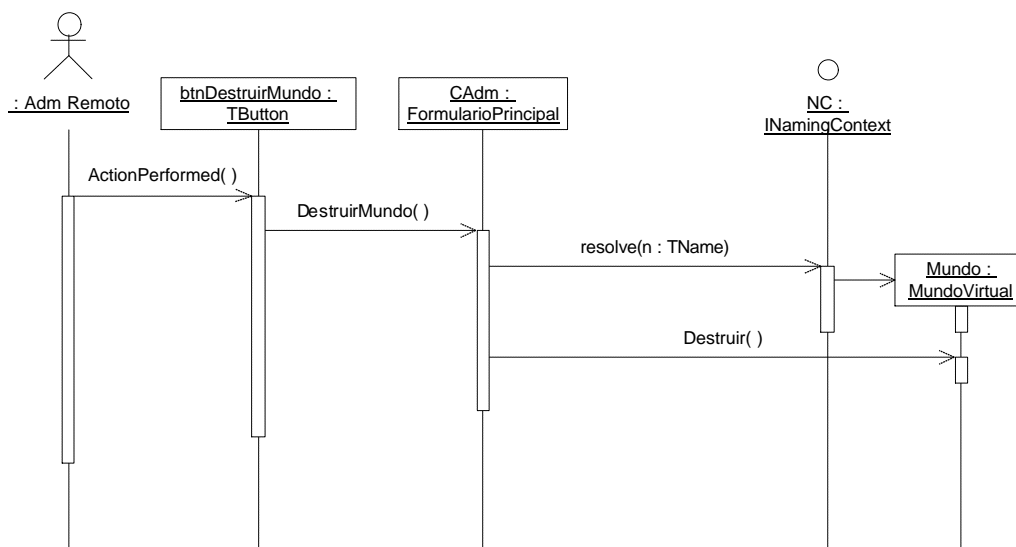 : Adm Remoto
btnDestruirMundo :
TButton
CAdm :
FormularioPrincipal
NC :
INamingContext
ActionPerformed( )
DestruirMundo( )
resolve(n : TName)
Mundo :
MundoVirtual
Destruir( )